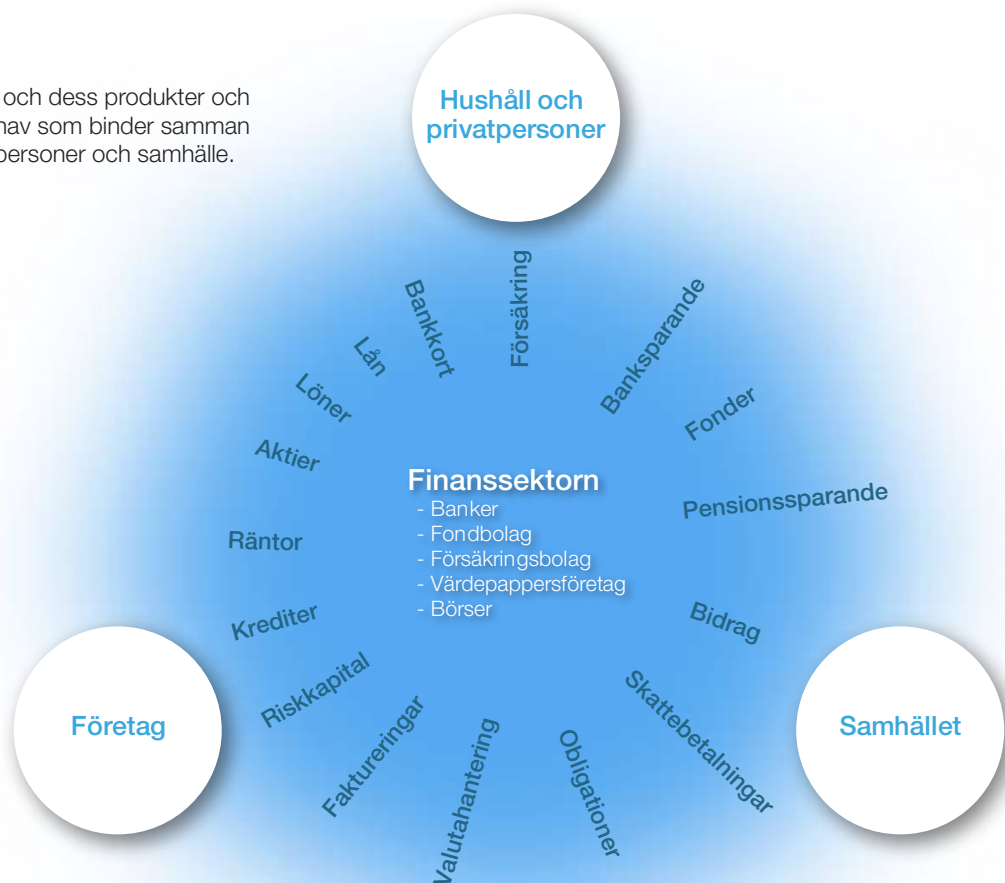 och dess produkter och
nav som binder samman
personer och samhälle.
Hushåll och
privatpersoner
Försäkring
Banksparande
Fonder
Pensionssparande
Bidrag
Skattebetalningar
Obligationer
Valutahantering
Faktureringar
Riskkapital
Krediter
Räntor
Aktier
Löner
Lån
Bankkort
Finanssektorn
- Banker
- Fondbolag
- Försäkringsbolag
- Värdepappersföretag
- Börser
Företag
Samhället